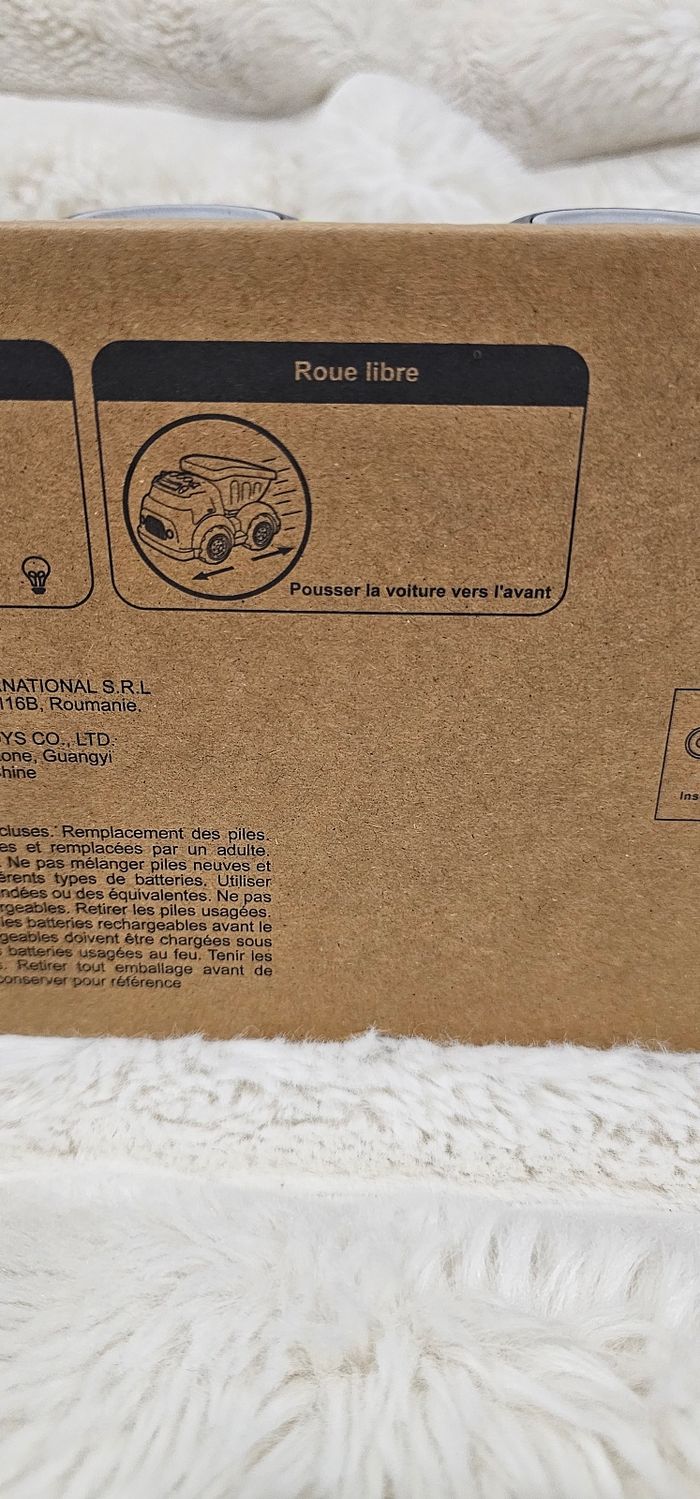 Roue libre
Pousser la voiture vers l'avant
RNATIONAL S.R.L
116B, Roumanie.
YS CO., LTD.
one, Guangyi
hine
cluses. Remplacement des piles.
es et remplacées par un adulte.
. Ne pas mélanger piles neuves et
érents types de batteries. Utiliser
ndées ou des équivalentes. Ne pas
rgeables. Retirer les piles usagées.
les batteries rechargeables avant le
geables doivent être chargées sous
batteries usagées au feu. Tenir les
s. Retirer tout emballage avant de
conserver pour référence
Ins